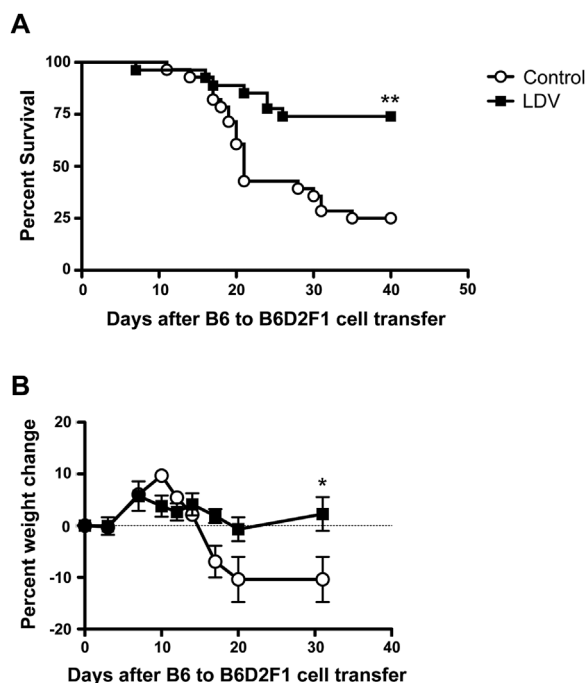 A
100
75
50
25
0
Percent Survival
0
10
20
30
40
50
Days after B6 to B6D2F1 cell transfer
**
Control
LDV
B
20
10
0
-10
-20
Percent weight change
0
10
20
30
40
Days after B6 to B6D2F1 cell transfer
*